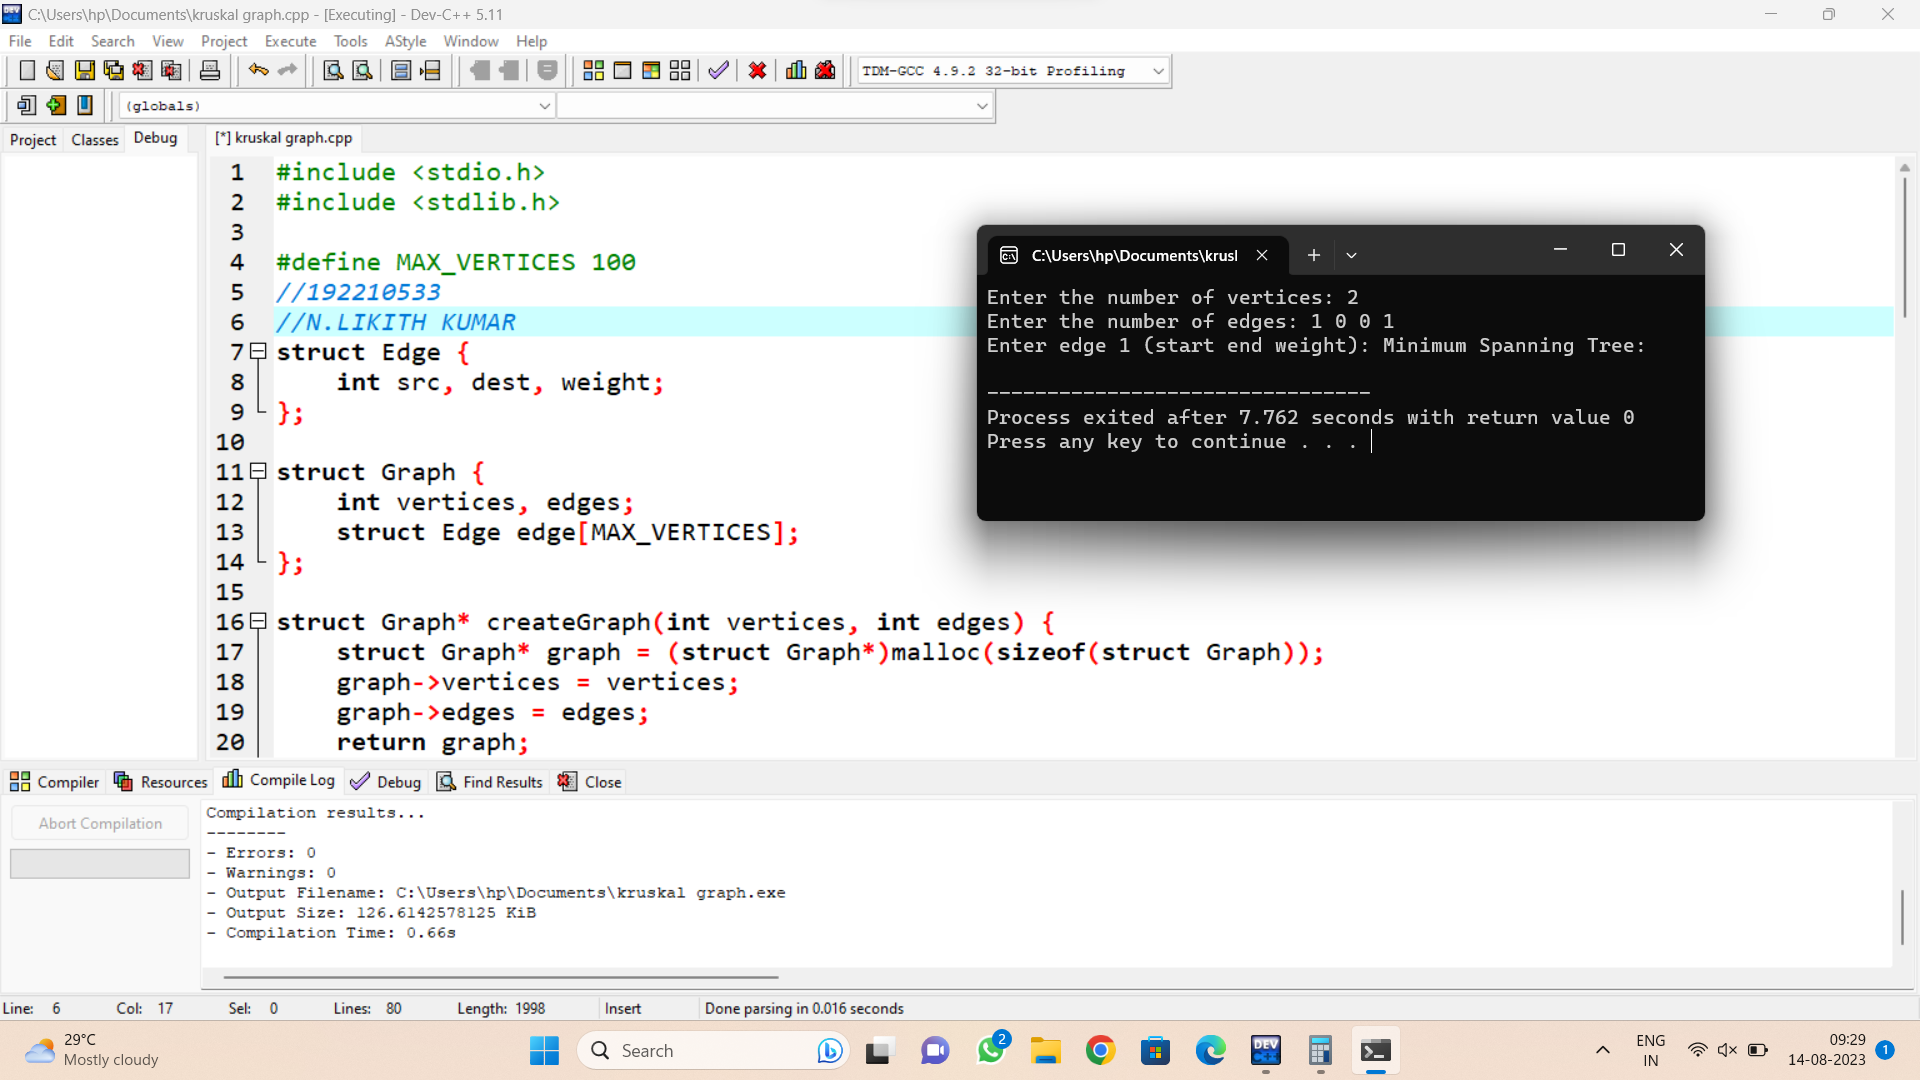 C:\Users\hp\Documents\kruskal graph.cpp - [Executing] - Dev-C++ 5.11
File Edit Search View Project Execute Tools AStyle Window Help
TDM-GCC 4.9.2 32-bit Profiling
(globals)
Project Classes Debug
[*] kruskal graph.cpp
1 #include <stdio.h>
2 #include <stdlib.h>
3
4 #define MAX_VERTICES 100
5 //192210533
6 //N.LIKITH KUMAR
7 struct Edge {
8 int src, dest, weight;
9 };
10
11 struct Graph {
12 int vertices, edges;
13 struct Edge edge[MAX_VERTICES];
14 };
15
16 struct Graph* createGraph(int vertices, int edges) {
17 struct Graph* graph = (struct Graph*)malloc(sizeof(struct Graph));
18 graph->vertices = vertices;
19 graph->edges = edges;
20 return graph;
C:\Users\hp\Documents\krusl
Enter the number of vertices: 2
Enter the number of edges: 1 0 0 1
Enter edge 1 (start end weight): Minimum Spanning Tree:
--------------------------------
Process exited after 7.762 seconds with return value 0
Press any key to continue . . .
Compiler Resources Compile Log Debug Find Results Close
Abort Compilation
Compilation results...
--------
- Errors: 0
- Warnings: 0
- Output Filename: C:\Users\hp\Documents\kruskal graph.exe
- Output Size: 126.6142578125 KiB
- Compilation Time: 0.66s
Line: 6 Col: 17 Sel: 0 Lines: 80 Length: 1998 Insert Done parsing in 0.016 seconds
29°C
Mostly cloudy
Search
2
DEV
ENG
IN
09:29
14-08-2023
1